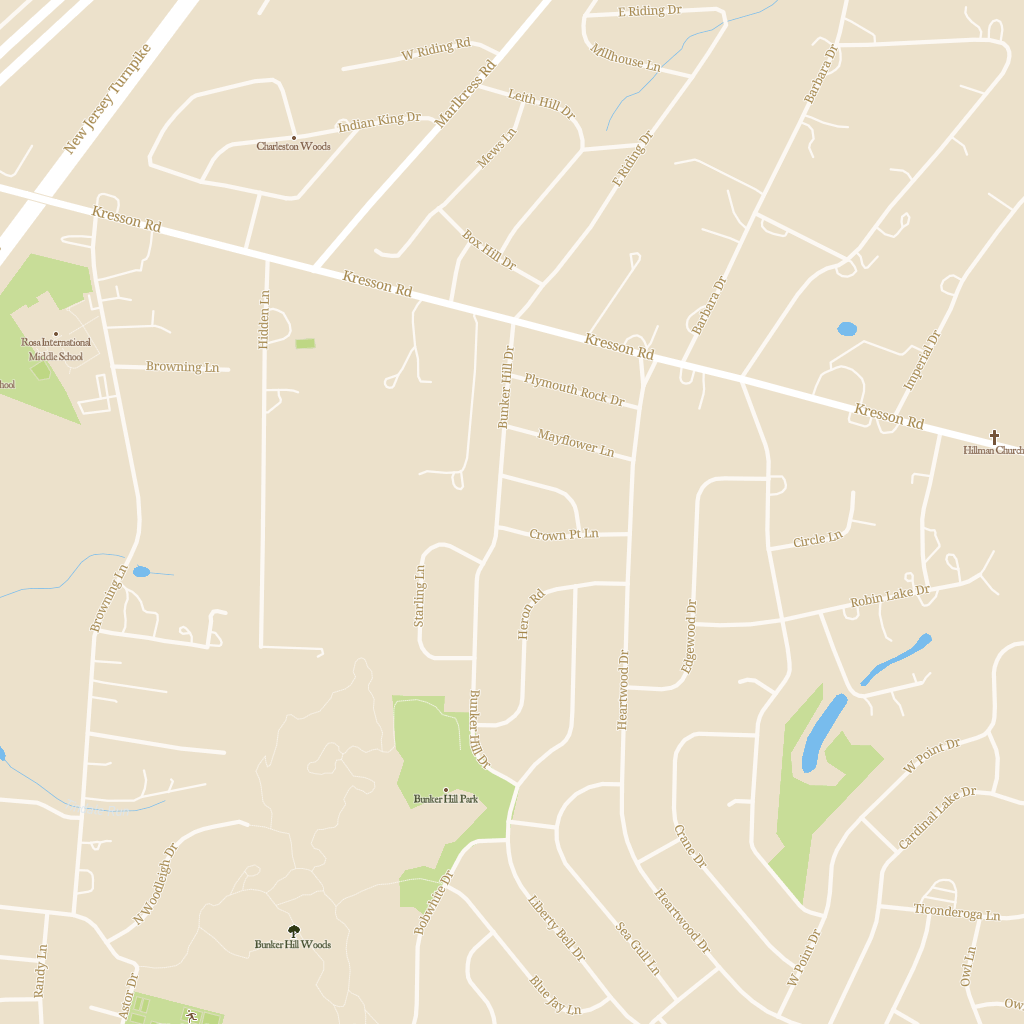 E Riding Dr
W Riding Rd
Millhouse Ln
New Jersey Turnpike
Marlkress Rd
Barbara Dr
Leith Hill Dr
Indian King Dr
Charleston Woods
Mews Ln
E Riding Dr
Kresson Rd
Box Hill Dr
Kresson Rd
Hidden Ln
Barbara Dr
Rosa International
Middle School
Kresson Rd
Browning Ln
hool
Bunker Hill Dr
Plymouth Rock Dr
Imperial Dr
Kresson Rd
Mayflower Ln
Hillman Church
Crown Pt Ln
Circle Ln
Browning Ln
Starling Ln
Heron Rd
Robin Lake Dr
Edgewood Dr
Heartwood Dr
Bunker Hill Dr
W Point Dr
Bunker Hill Park
Cardinal Lake Dr
Crane Dr
N Woodleigh Dr
Bobwhite Dr
Liberty Bell Dr
Sea Gull Ln
Heartwood Dr
Ticonderoga Ln
Bunker Hill Woods
Randy Ln
W Point Dr
Owl Ln
Astor Dr
Blue Jay Ln
Ow